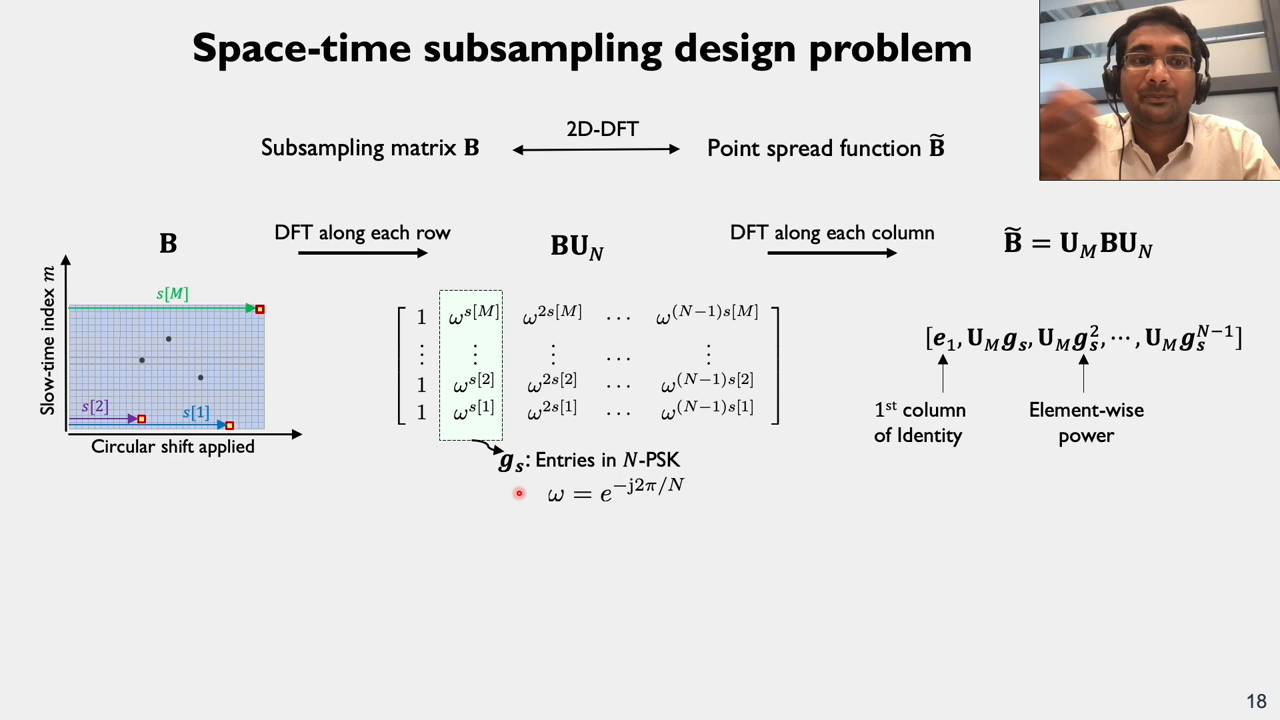 Space-time subsampling design problem
Subsampling matrix B
2D-DFT
Point spread function B̃
B
DFT along each row
BU_N
DFT along each column
B̃ = U_M B U_N
Slow-time index m
s[M]
s[2]
s[1]
Circular shift applied
1 ω^{s[M]} ω^{2s[M]} ⋯ ω^{(N−1)s[M]}
⋮ ⋮ ⋮ ⋯ ⋮
1 ω^{s[2]} ω^{2s[2]} ⋯ ω^{(N−1)s[2]}
1 ω^{s[1]} ω^{2s[1]} ⋯ ω^{(N−1)s[1]}
g_s: Entries in N-PSK
ω = e^{−j2π/N}
[e_1, U_M g_s, U_M g_s^2, ⋯, U_M g_s^{N−1}]
1st column
of Identity
Element-wise
power
18